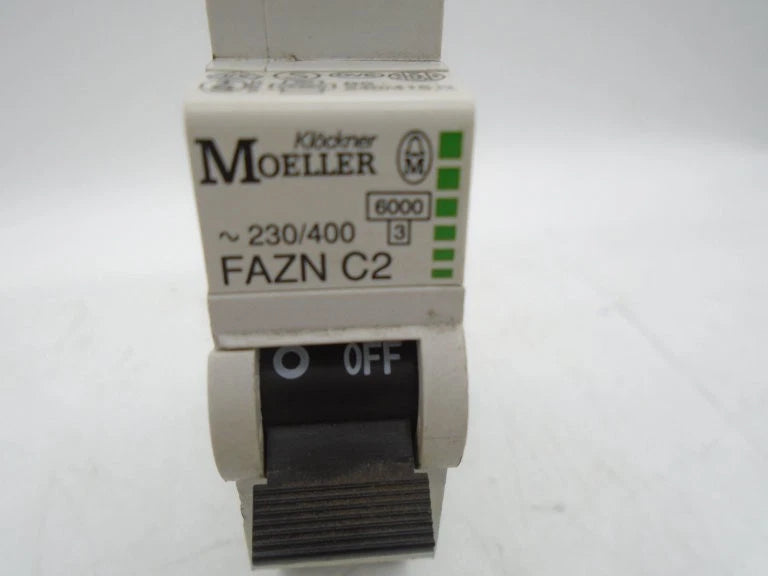 Klöckner
MOELLER
M
6000
~ 230/400
3
FAZN C2
O OFF